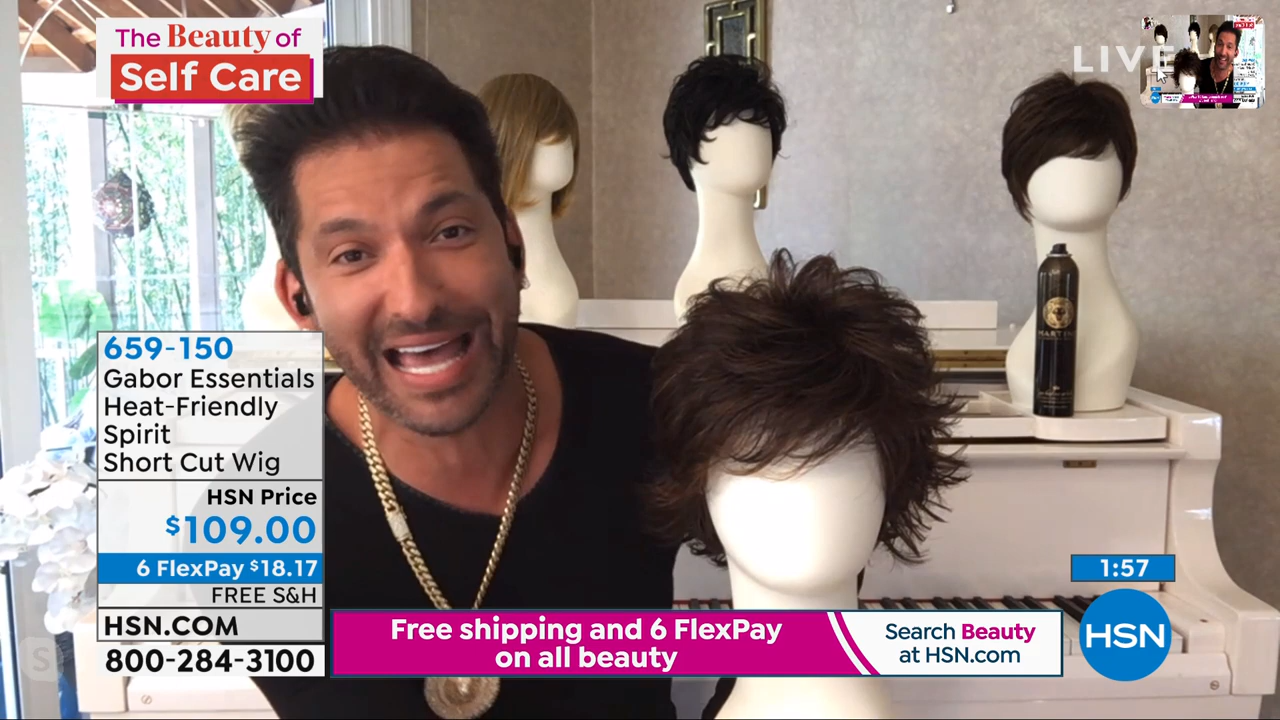 The Beauty of
Self Care
LIVE
659-150
Gabor Essentials
Heat-Friendly
Spirit
Short Cut Wig
HSN Price
$109.00
6 FlexPay $18.17
FREE S&H
HSN.COM
800-284-3100
Free shipping and 6 FlexPay
on all beauty
Search Beauty
at HSN.com
1:57
HSN
S